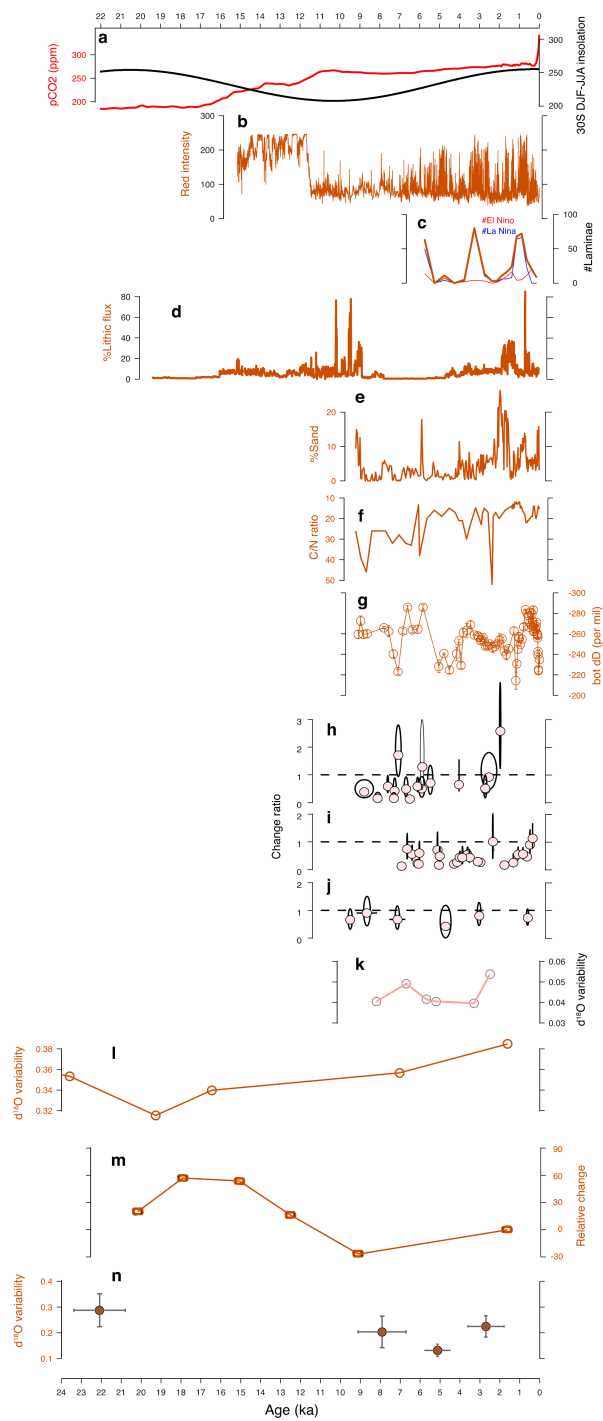 22 21 20 19 18 17 16 15 14 13 12 11 10 9 8 7 6 5 4 3 2 1 0
a
pCO2 (ppm)
300
250
200
300
250
200
30S DJF-JJA insolation
b
Red intensity
300
200
100
0
c
#El Nino
#La Nina
100
50
0
#Laminae
d
%Lithic flux
80
60
40
20
0
e
%Sand
20
10
0
f
C/N ratio
10
20
30
40
50
g
-300
-280
-260
-240
-220
-200
bot dD (per mil)
h
3
2
1
0
Change ratio
i
2
1
0
j
2
1
0
k
0.06
0.05
0.04
0.03
d¹⁸O variability
l
d¹⁸O variability
0.38
0.36
0.34
0.32
m
90
60
30
0
-30
Relative change
n
d¹⁸O variability
0.4
0.3
0.2
0.1
24 23 22 21 20 19 18 17 16 15 14 13 12 11 10 9 8 7 6 5 4 3 2 1 0
Age (ka)